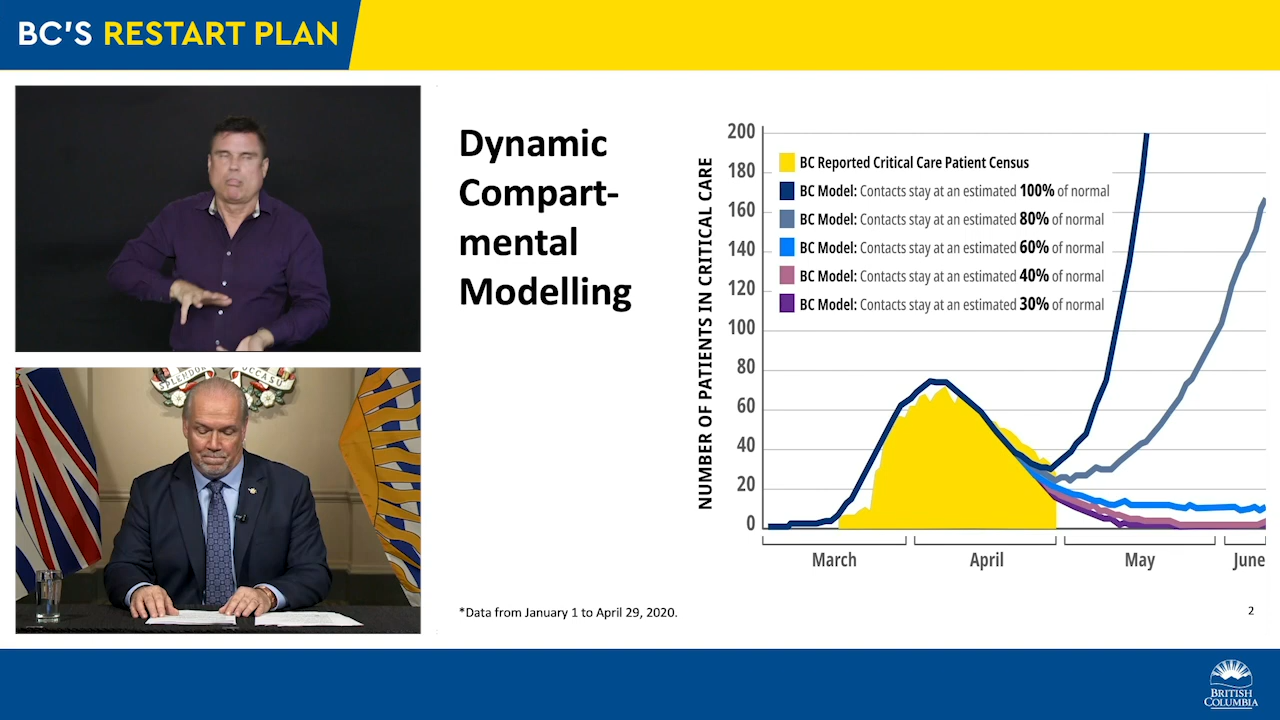 BC'S RESTART PLAN
SPLENDOR
OCCASU
Dynamic
Compart-
mental
Modelling
NUMBER OF PATIENTS IN CRITICAL CARE
200
180
160
140
120
100
80
60
40
20
0
BC Reported Critical Care Patient Census
BC Model: Contacts stay at an estimated 100% of normal
BC Model: Contacts stay at an estimated 80% of normal
BC Model: Contacts stay at an estimated 60% of normal
BC Model: Contacts stay at an estimated 40% of normal
BC Model: Contacts stay at an estimated 30% of normal
March April May June
*Data from January 1 to April 29, 2020.
2
BRITISH
COLUMBIA